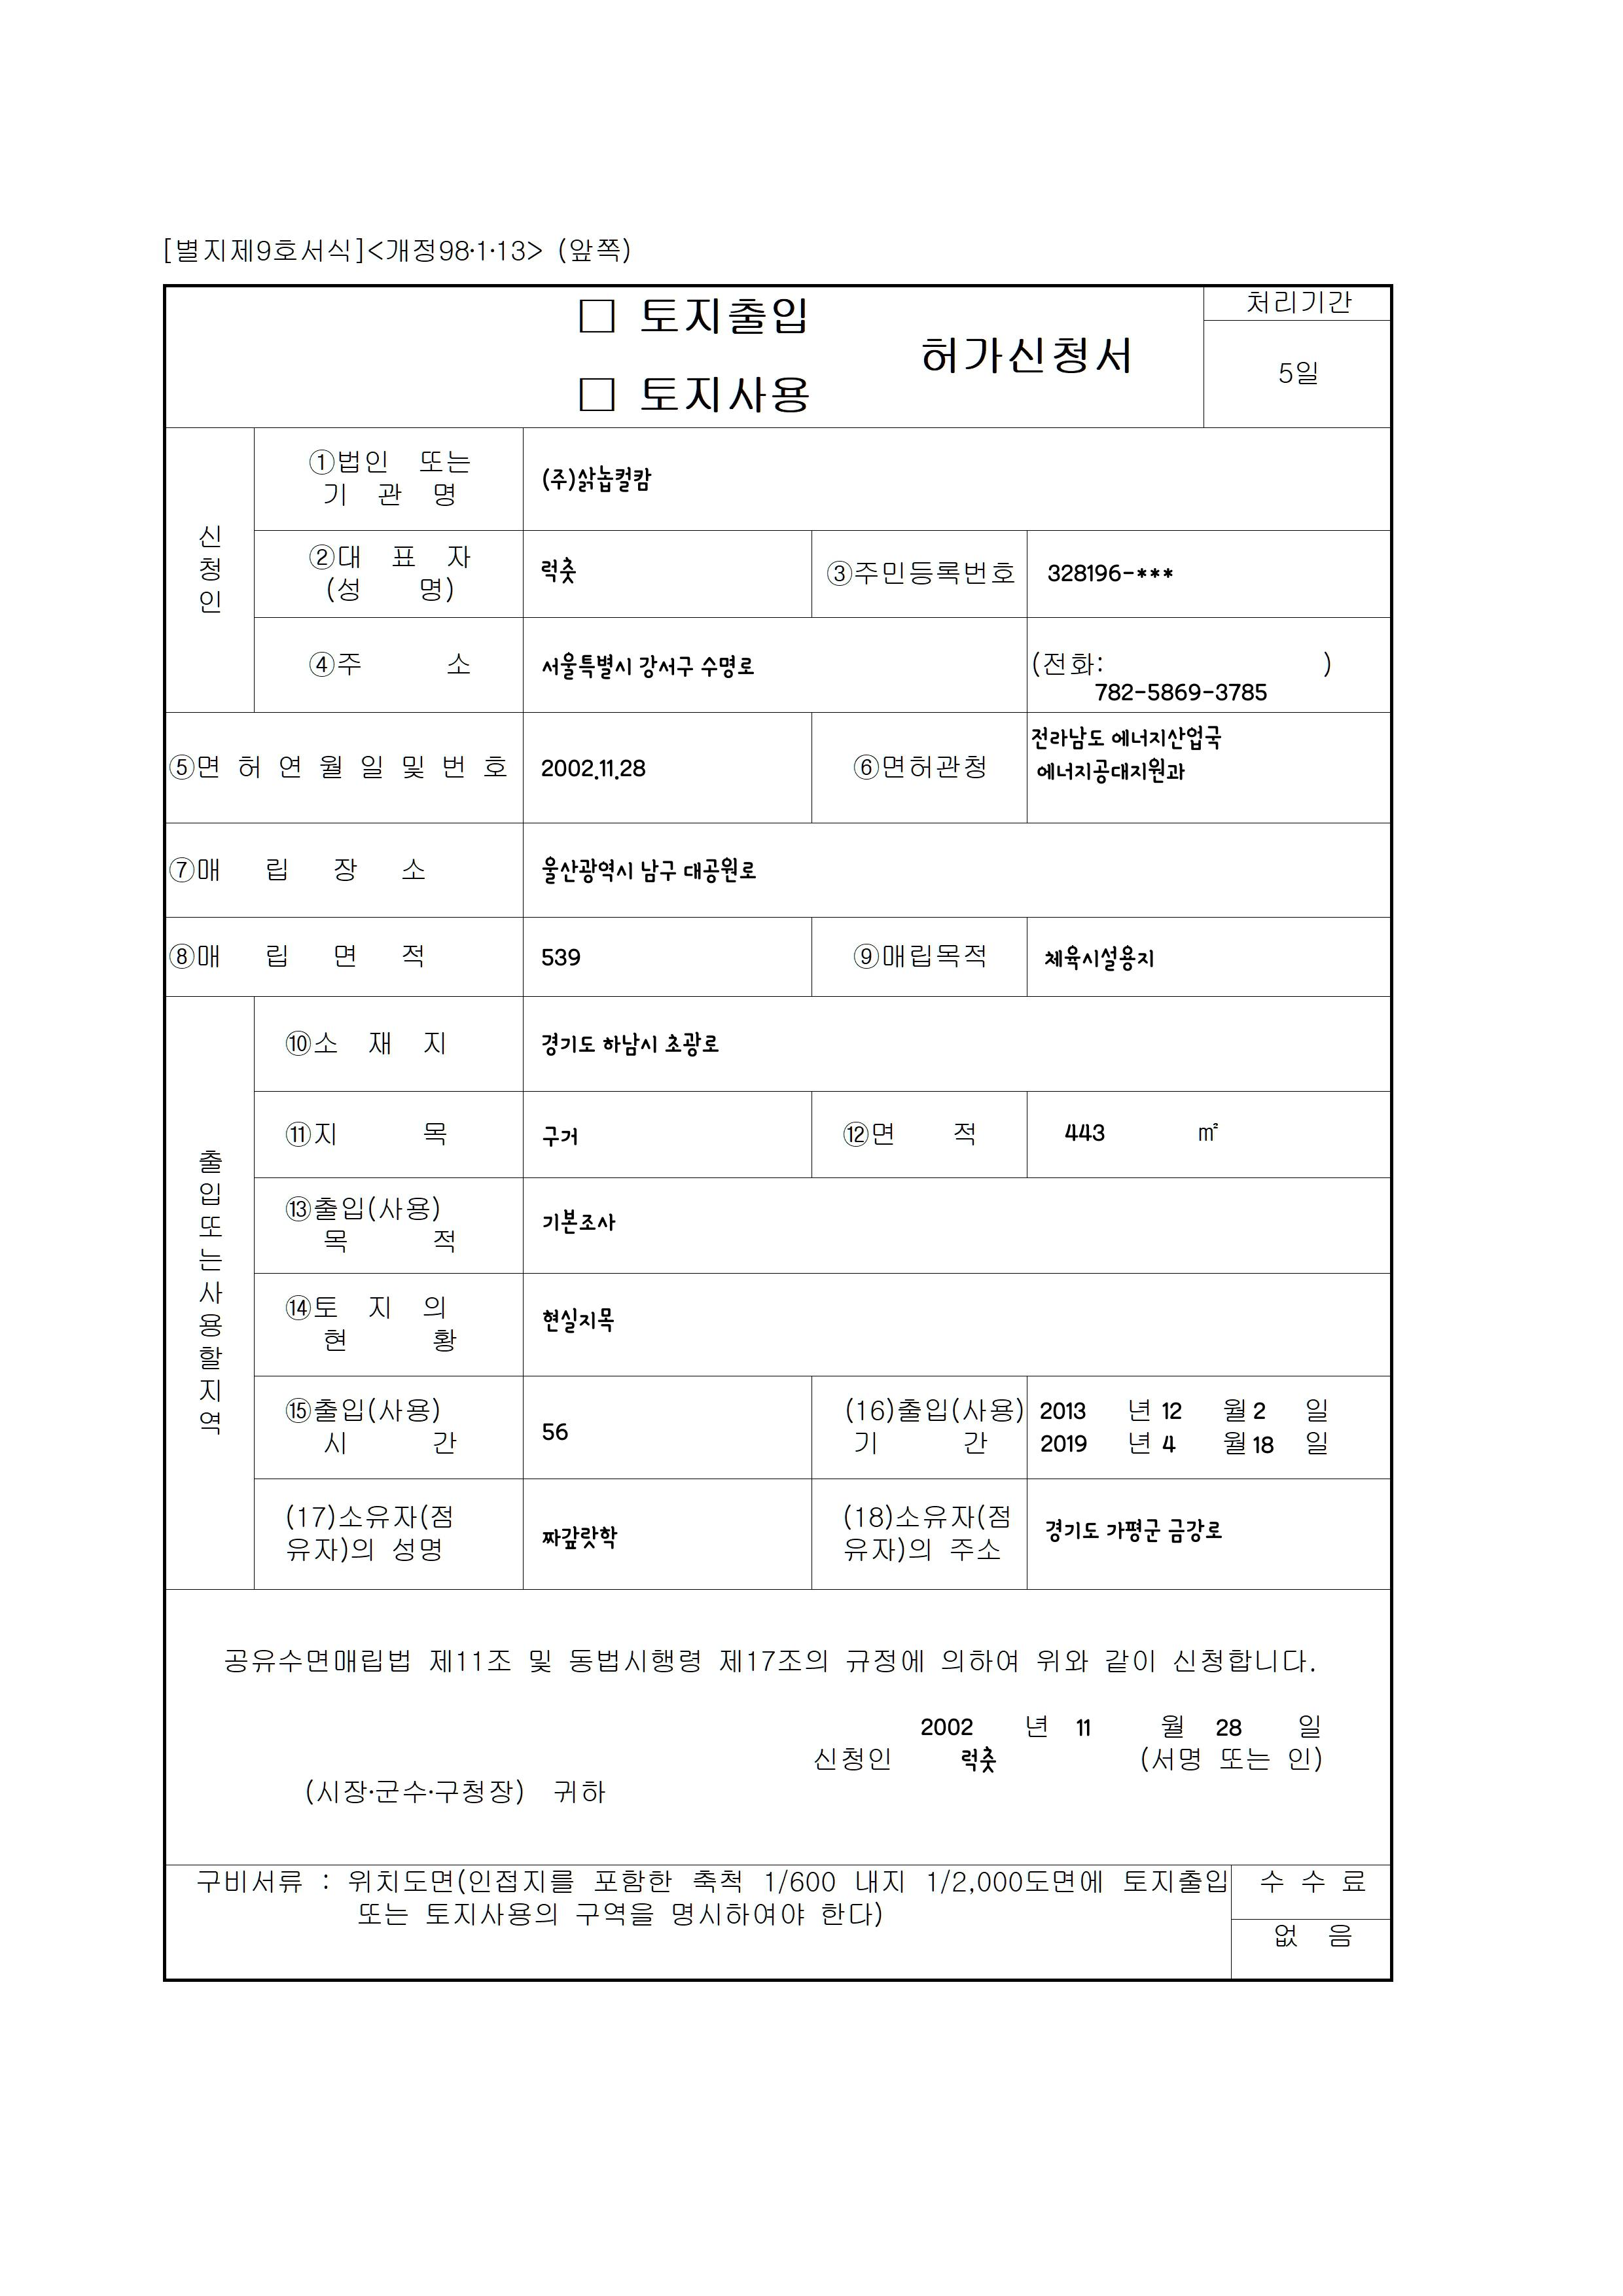 [별지제9호서식]<개정98·1·13> (앞쪽)
□ 토지출입
□ 토지사용
허가신청서
처리기간
5일
신청인
①법인 또는
기 관 명
(주)삵놉컬캄
②대 표 자
(성 명)
럭춧
③주민등록번호
328196-***
④주 소
서울특별시 강서구 수명로
(전화: )
782-5869-3785
⑤면 허 연 월 일 및 번 호
2002.11.28
⑥면허관청
전라남도 에너지산업국
에너지공대지원과
⑦매 립 장 소
울산광역시 남구 대공원로
⑧매 립 면 적
539
⑨매립목적
체육시설용지
출입또는사용할지역
⑩소 재 지
경기도 하남시 초광로
⑪지 목
구거
⑫면 적
443 ㎡
⑬출입(사용)
목 적
기본조사
⑭토 지 의
현 황
현실지목
⑮출입(사용)
시 간
56
(16)출입(사용)
기 간
2013 년 12 월 2 일
2019 년 4 월 18 일
(17)소유자(점
유자)의 성명
짜갚랏학
(18)소유자(점
유자)의 주소
경기도 가평군 금강로
공유수면매립법 제11조 및 동법시행령 제17조의 규정에 의하여 위와 같이 신청합니다.
2002 년 11 월 28 일
신청인 럭춧 (서명 또는 인)
(시장·군수·구청장) 귀하
구비서류 : 위치도면(인접지를 포함한 축척 1/600 내지 1/2,000도면에 토지출입
또는 토지사용의 구역을 명시하여야 한다)
수 수 료
없 음